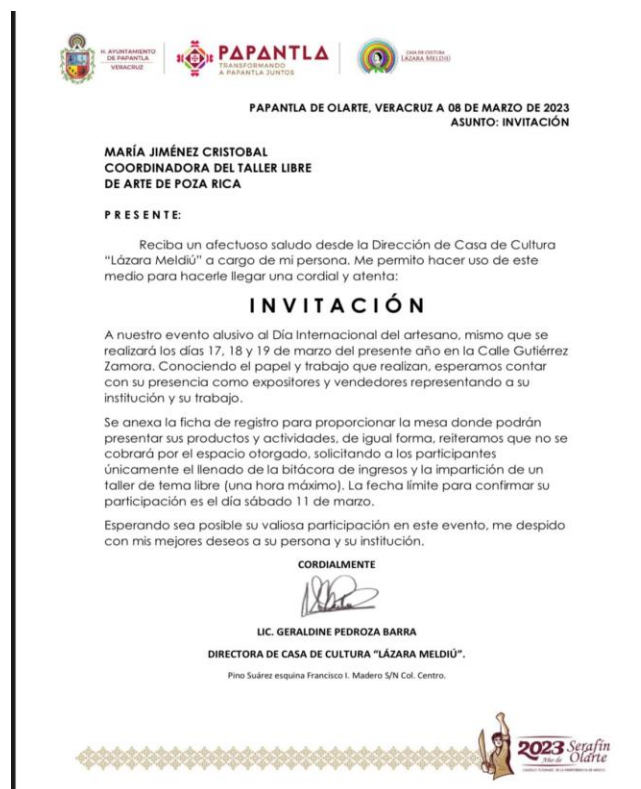 H. AYUNTAMIENTO
DE PAPANTLA
VERACRUZ
PAPANTLA
TRANSFORMANDO
A PAPANTLA JUNTOS
CASA DE CULTURA
LÁZARA MELDIÚ
PAPANTLA DE OLARTE, VERACRUZ A 08 DE MARZO DE 2023
ASUNTO: INVITACIÓN
MARÍA JIMÉNEZ CRISTOBAL
COORDINADORA DEL TALLER LIBRE
DE ARTE DE POZA RICA
P R E S E N T E:
Reciba un afectuoso saludo desde la Dirección de Casa de Cultura
“Lázara Meldiú” a cargo de mi persona. Me permito hacer uso de este
medio para hacerle llegar una cordial y atenta:
I N V I T A C I Ó N
A nuestro evento alusivo al Día Internacional del artesano, mismo que se
realizará los días 17, 18 y 19 de marzo del presente año en la Calle Gutiérrez
Zamora. Conociendo el papel y trabajo que realizan, esperamos contar
con su presencia como expositores y vendedores representando a su
institución y su trabajo.
Se anexa la ficha de registro para proporcionar la mesa donde podrán
presentar sus productos y actividades, de igual forma, reiteramos que no se
cobrará por el espacio otorgado, solicitando a los participantes
únicamente el llenado de la bitácora de ingresos y la impartición de un
taller de tema libre (una hora máximo). La fecha límite para confirmar su
participación es el día sábado 11 de marzo.
Esperando sea posible su valiosa participación en este evento, me despido
con mis mejores deseos a su persona y su institución.
CORDIALMENTE
LIC. GERALDINE PEDROZA BARRA
DIRECTORA DE CASA DE CULTURA “LÁZARA MELDIÚ”.
Pino Suárez esquina Francisco I. Madero S/N Col. Centro.
2023 Serafín
Año de Olarte